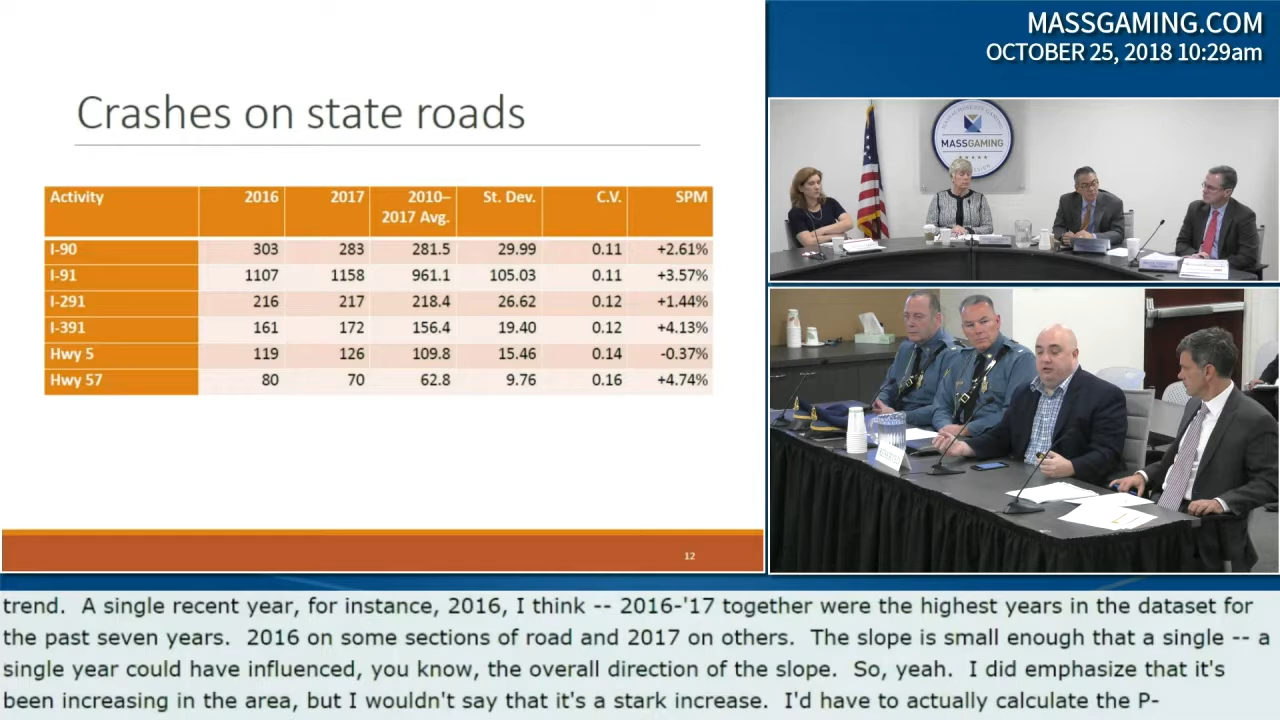 MASSGAMING.COM
OCTOBER 25, 2018 10:29am
Crashes on state roads
Activity 2016 2017 2010–2017 Avg. St. Dev. C.V. SPM
I-90 303 283 281.5 29.99 0.11 +2.61%
I-91 1107 1158 961.1 105.03 0.11 +3.57%
I-291 216 217 218.4 26.62 0.12 +1.44%
I-391 161 172 156.4 19.40 0.12 +4.13%
Hwy 5 119 126 109.8 15.46 0.14 -0.37%
Hwy 57 80 70 62.8 9.76 0.16 +4.74%
12
MASSGAMING
trend. A single recent year, for instance, 2016, I think -- 2016-'17 together were the highest years in the dataset for
the past seven years. 2016 on some sections of road and 2017 on others. The slope is small enough that a single -- a
single year could have influenced, you know, the overall direction of the slope. So, yeah. I did emphasize that it's
been increasing in the area, but I wouldn't say that it's a stark increase. I'd have to actually calculate the P-